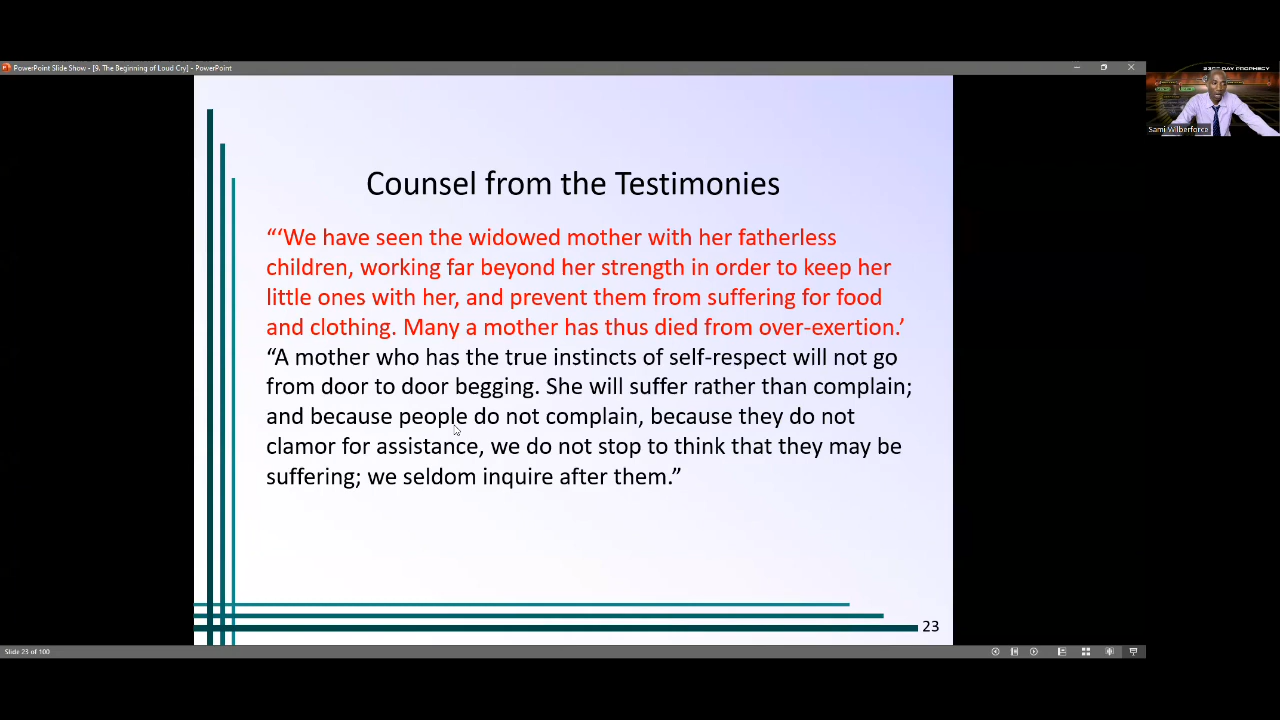 PowerPoint Slide Show - [9. The Beginning of Loud Cry] - PowerPoint
Counsel from the Testimonies
“‘We have seen the widowed mother with her fatherless
children, working far beyond her strength in order to keep her
little ones with her, and prevent them from suffering for food
and clothing. Many a mother has thus died from over-exertion.’
“A mother who has the true instincts of self-respect will not go
from door to door begging. She will suffer rather than complain;
and because people do not complain, because they do not
clamor for assistance, we do not stop to think that they may be
suffering; we seldom inquire after them.”
23
Slide 23 of 100
DAY PROPHECY
Sami Wilberforce